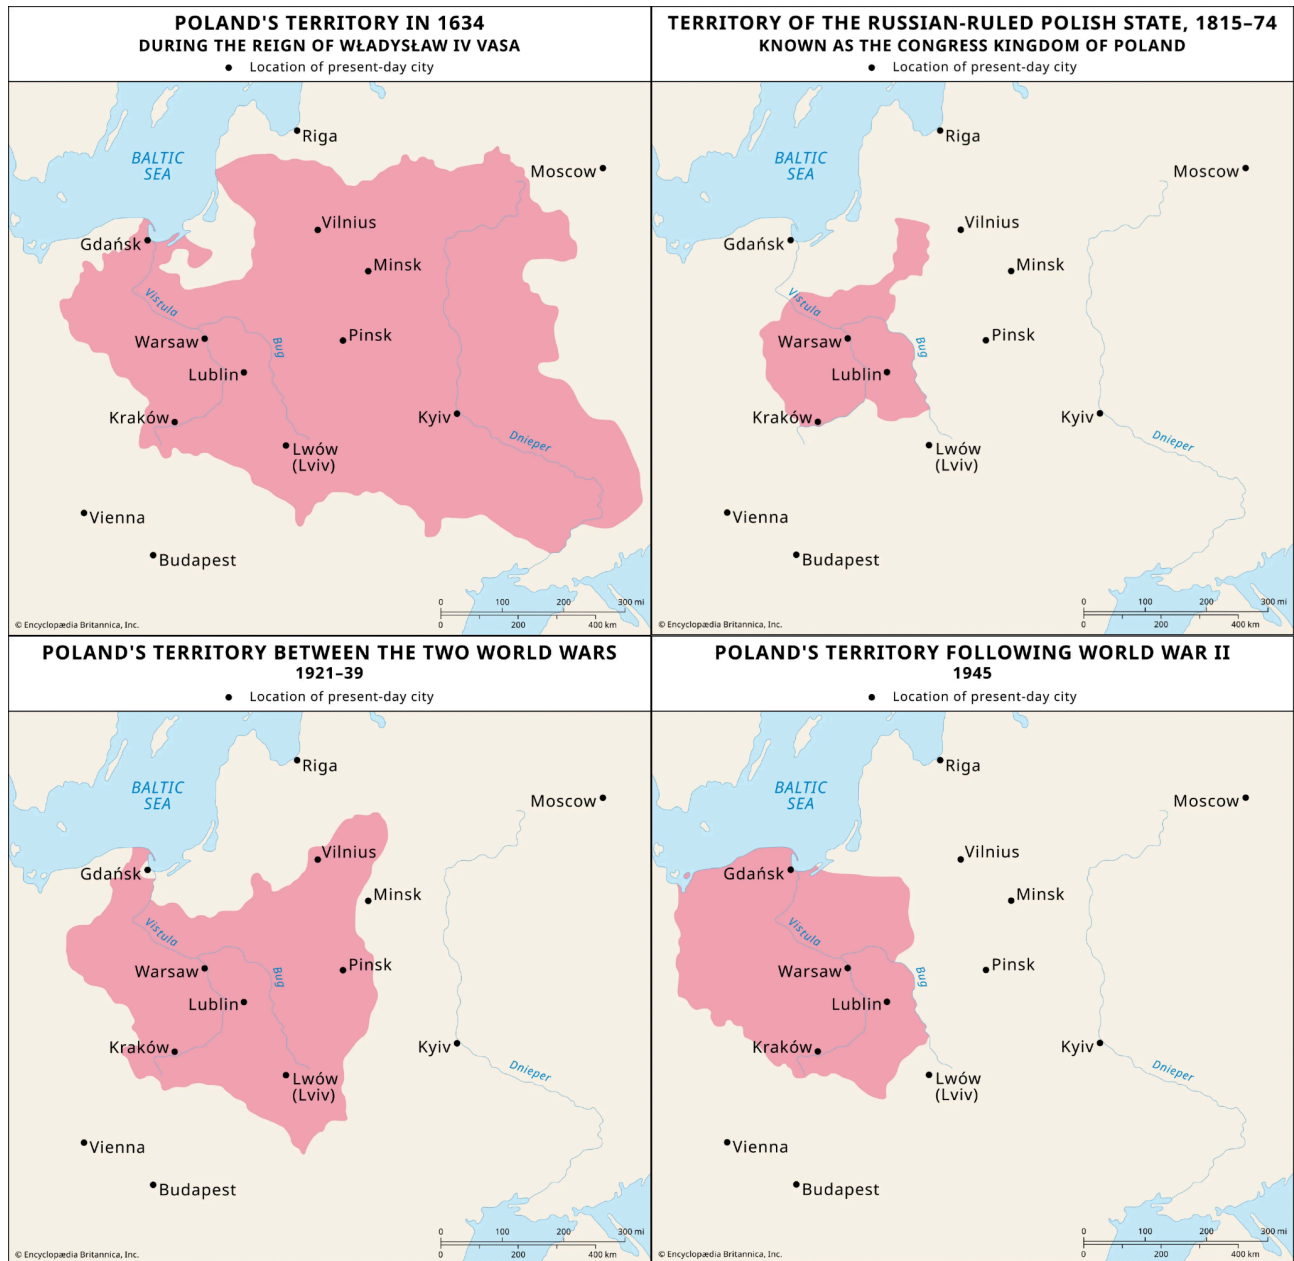 POLAND'S TERRITORY IN 1634
DURING THE REIGN OF WŁADYSŁAW IV VASA
Location of present-day city
Riga
BALTIC
SEA
Moscow
Vilnius
Gdańsk
Minsk
Vistula
Warsaw
Bug
Pinsk
Lublin
Kraków
Kyiv
Dnieper
Lwów
(Lviv)
Vienna
Budapest
0 100 200 300 mi
0 200 400 km
© Encyclopædia Britannica, Inc.
TERRITORY OF THE RUSSIAN-RULED POLISH STATE, 1815–74
KNOWN AS THE CONGRESS KINGDOM OF POLAND
Location of present-day city
Riga
BALTIC
SEA
Moscow
Vilnius
Gdańsk
Minsk
Vistula
Warsaw
Bug
Pinsk
Lublin
Kraków
Kyiv
Dnieper
Lwów
(Lviv)
Vienna
Budapest
0 100 200 300 mi
0 200 400 km
© Encyclopædia Britannica, Inc.
POLAND'S TERRITORY BETWEEN THE TWO WORLD WARS
1921–39
Location of present-day city
Riga
BALTIC
SEA
Moscow
Vilnius
Gdańsk
Minsk
Vistula
Warsaw
Bug
Pinsk
Lublin
Kraków
Kyiv
Dnieper
Lwów
(Lviv)
Vienna
Budapest
0 100 200 300 mi
0 200 400 km
© Encyclopædia Britannica, Inc.
POLAND'S TERRITORY FOLLOWING WORLD WAR II
1945
Location of present-day city
Riga
BALTIC
SEA
Moscow
Vilnius
Gdańsk
Minsk
Vistula
Warsaw
Bug
Pinsk
Lublin
Kraków
Kyiv
Dnieper
Lwów
(Lviv)
Vienna
Budapest
0 100 200 300 mi
0 200 400 km
© Encyclopædia Britannica, Inc.